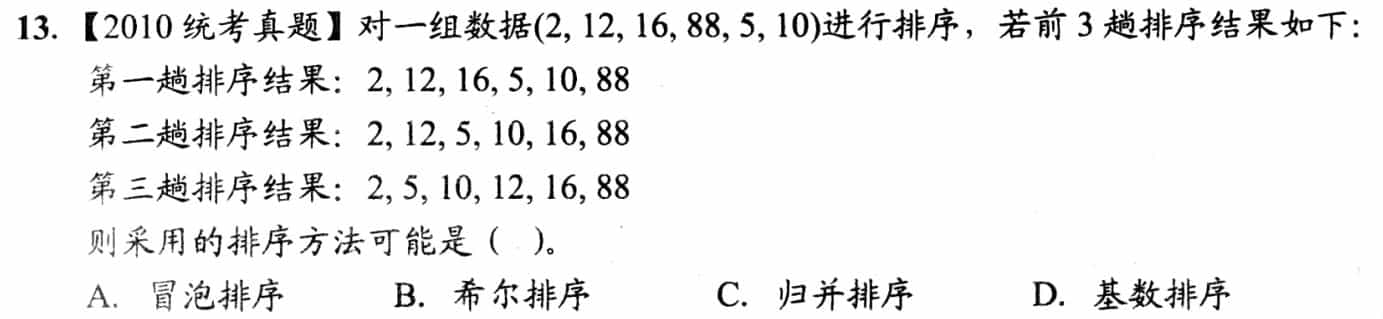 13. 【2010 统考真题】对一组数据(2, 12, 16, 88, 5, 10)进行排序，若前 3 趟排序结果如下：
第一趟排序结果：2, 12, 16, 5, 10, 88
第二趟排序结果：2, 12, 5, 10, 16, 88
第三趟排序结果：2, 5, 10, 12, 16, 88
则采用的排序方法可能是（ ）。
A. 冒泡排序 B. 希尔排序 C. 归并排序 D. 基数排序